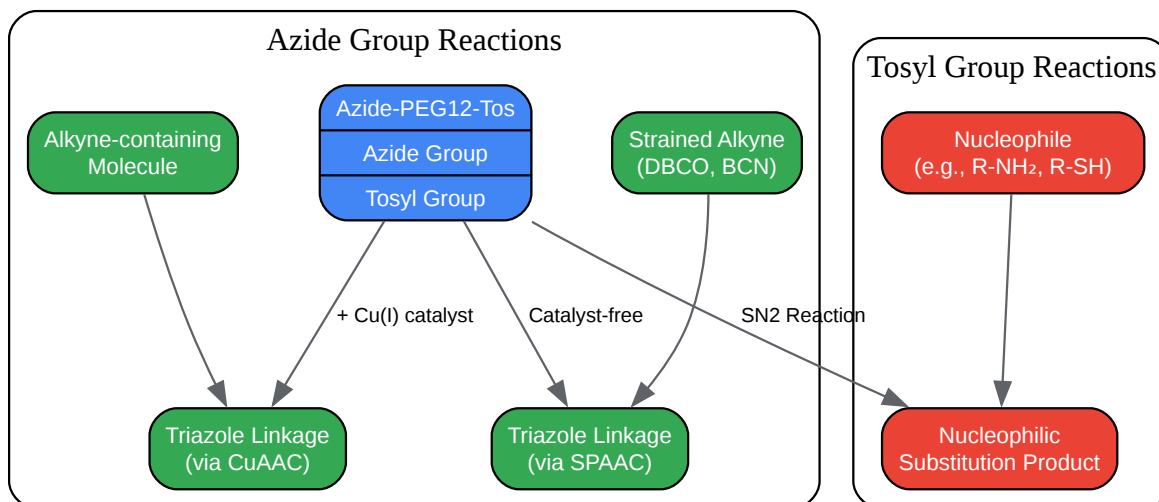 Azide Group Reactions
Tosyl Group Reactions
Alkyne-containing
Molecule
Azide-PEG12-Tos
Azide Group
Tosyl Group
Strained Alkyne
(DBCO, BCN)
Nucleophile
(e.g., R-NH₂, R-SH)
+ Cu(I) catalyst
Catalyst-free
SN2 Reaction
Triazole Linkage
(via CuAAC)
Triazole Linkage
(via SPAAC)
Nucleophilic
Substitution Product